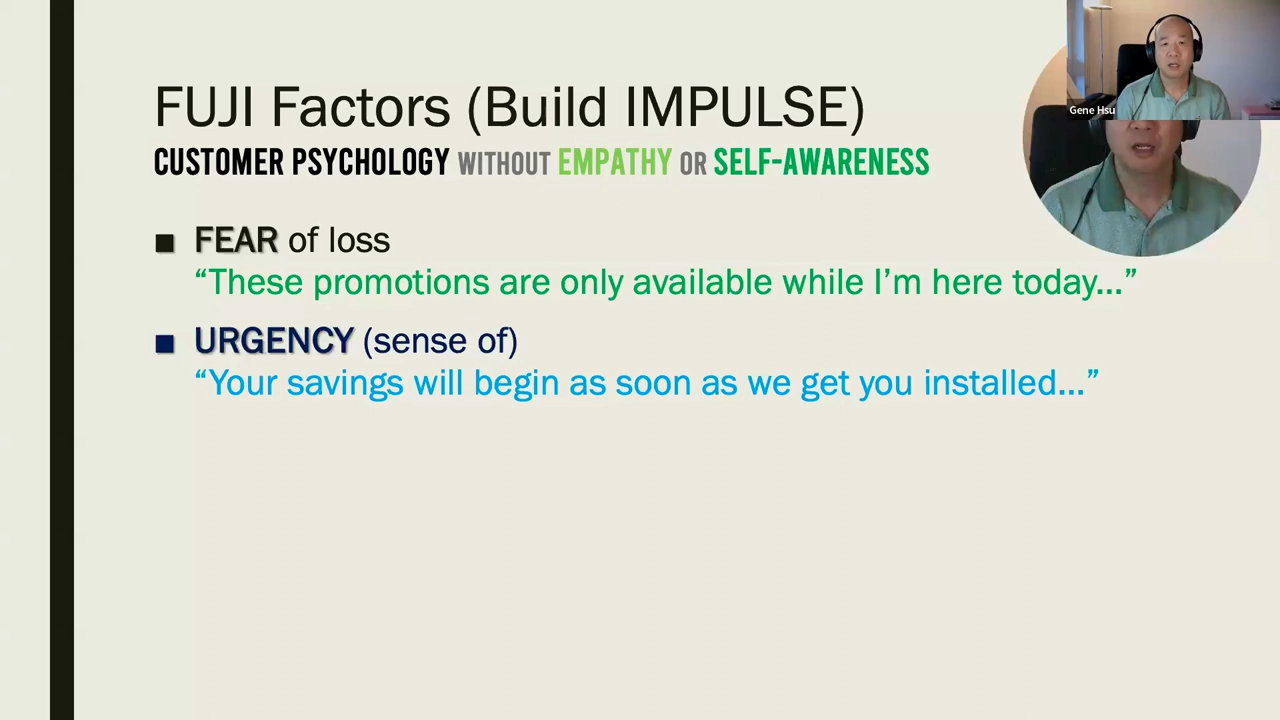 FUJI Factors (Build IMPULSE)
CUSTOMER PSYCHOLOGY WITHOUT EMPATHY OR SELF-AWARENESS
■ FEAR of loss
“These promotions are only available while I’m here today...”
■ URGENCY (sense of)
“Your savings will begin as soon as we get you installed...”
Gene Hsu